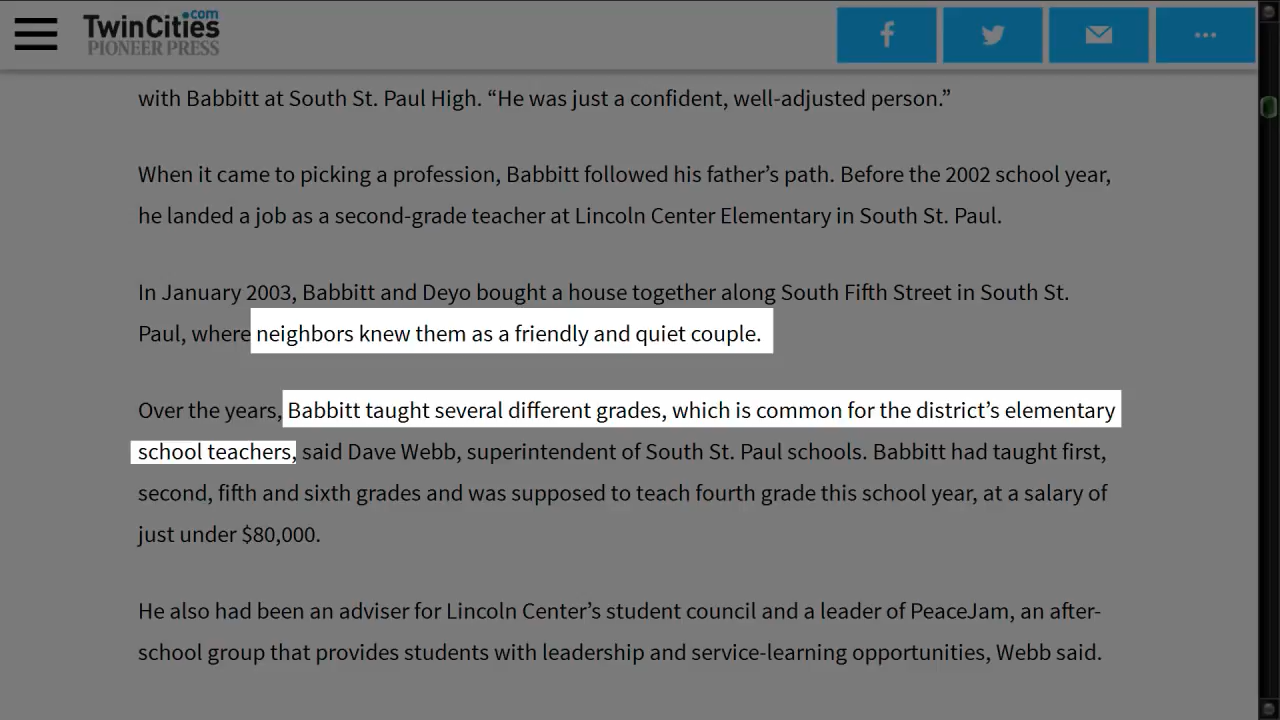 TwinCities.com
PIONEER PRESS
with Babbitt at South St. Paul High. “He was just a confident, well-adjusted person.”
When it came to picking a profession, Babbitt followed his father’s path. Before the 2002 school year,
he landed a job as a second-grade teacher at Lincoln Center Elementary in South St. Paul.
In January 2003, Babbitt and Deyo bought a house together along South Fifth Street in South St.
Paul, where neighbors knew them as a friendly and quiet couple.
Over the years, Babbitt taught several different grades, which is common for the district’s elementary
school teachers, said Dave Webb, superintendent of South St. Paul schools. Babbitt had taught first,
second, fifth and sixth grades and was supposed to teach fourth grade this school year, at a salary of
just under $80,000.
He also had been an adviser for Lincoln Center’s student council and a leader of PeaceJam, an after-
school group that provides students with leadership and service-learning opportunities, Webb said.